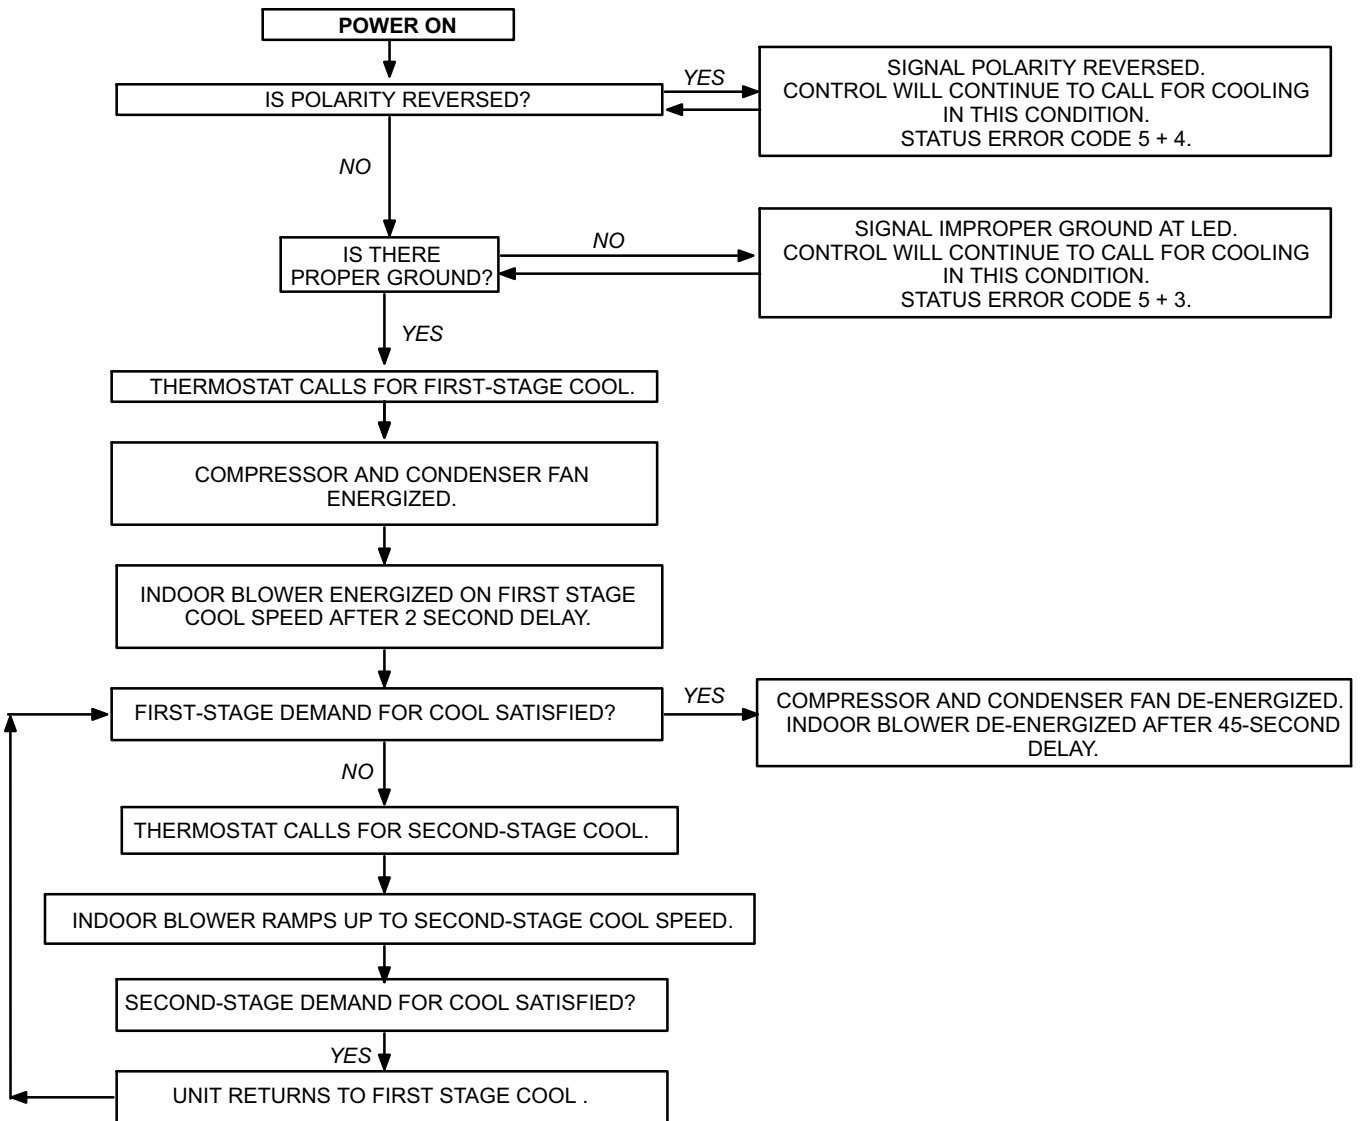 POWER ON
IS POLARITY REVERSED?
YES
SIGNAL POLARITY REVERSED.
CONTROL WILL CONTINUE TO CALL FOR COOLING
IN THIS CONDITION.
STATUS ERROR CODE 5 + 4.
NO
IS THERE
PROPER GROUND?
NO
SIGNAL IMPROPER GROUND AT LED.
CONTROL WILL CONTINUE TO CALL FOR COOLING
IN THIS CONDITION.
STATUS ERROR CODE 5 + 3.
YES
THERMOSTAT CALLS FOR FIRST-STAGE COOL.
COMPRESSOR AND CONDENSER FAN
ENERGIZED.
INDOOR BLOWER ENERGIZED ON FIRST STAGE
COOL SPEED AFTER 2 SECOND DELAY.
FIRST-STAGE DEMAND FOR COOL SATISFIED?
YES
COMPRESSOR AND CONDENSER FAN DE-ENERGIZED.
INDOOR BLOWER DE-ENERGIZED AFTER 45-SECOND
DELAY.
NO
THERMOSTAT CALLS FOR SECOND-STAGE COOL.
INDOOR BLOWER RAMPS UP TO SECOND-STAGE COOL SPEED.
SECOND-STAGE DEMAND FOR COOL SATISFIED?
YES
UNIT RETURNS TO FIRST STAGE COOL .